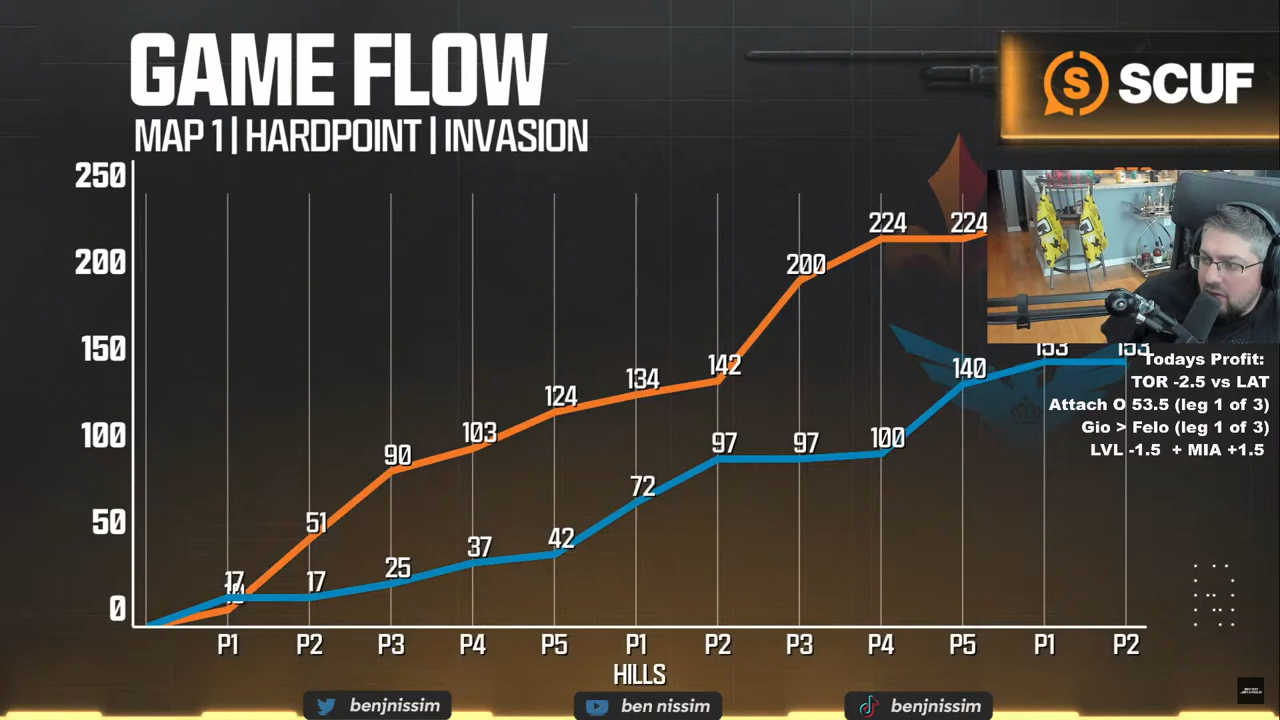 GAME FLOW
MAP 1 | HARDPOINT | INVASION
SCUF
S
250
200
150
100
50
0
17
51
90
103
124
134
142
200
224
224
17
25
37
42
72
97
97
100
140
153
153
P1 P2 P3 P4 P5 P1 P2 P3 P4 P5 P1 P2
HILLS
Todays Profit:
TOR -2.5 vs LAT
Attach O 53.5 (leg 1 of 3)
Gio > Felo (leg 1 of 3)
LVL -1.5 + MIA +1.5
benjnissim
ben nissim
benjnissim